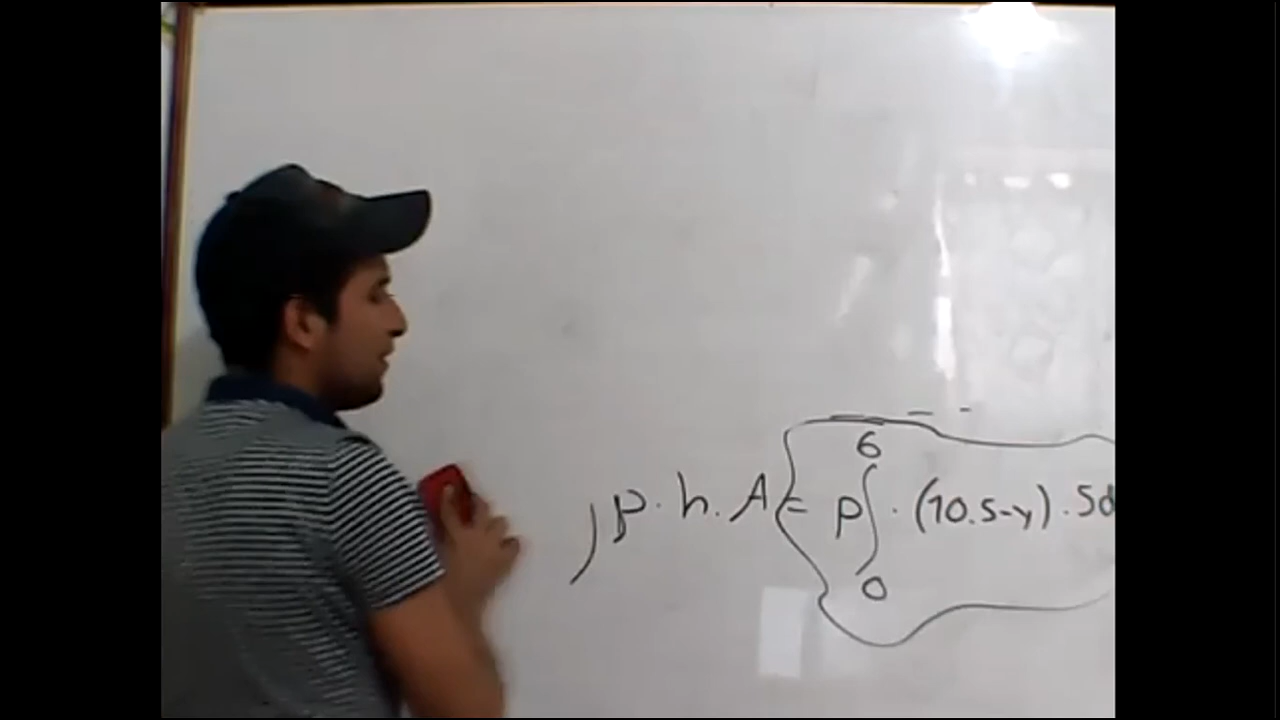 ∫ p · h · A = p ∫₀⁶ · (10.5-y) · 5d